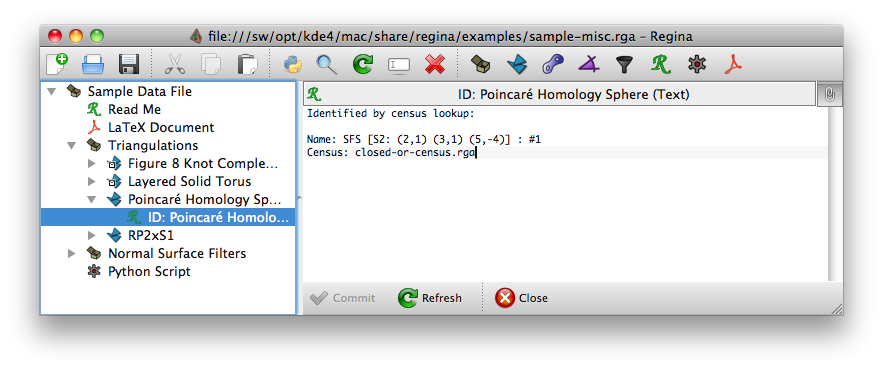 file:///sw/opt/kde4/mac/share/regina/examples/sample-misc.rga – Regina
Sample Data File
Read Me
LaTeX Document
Triangulations
Figure 8 Knot Comple...
Layered Solid Torus
Poincaré Homology Sp...
ID: Poincaré Homolo...
RP2xS1
Normal Surface Filters
Python Script
ID: Poincaré Homology Sphere (Text)
Identified by census lookup:
Name: SFS [S2: (2,1) (3,1) (5,-4)] : #1
Census: closed-or-census.rga
Commit
Refresh
Close